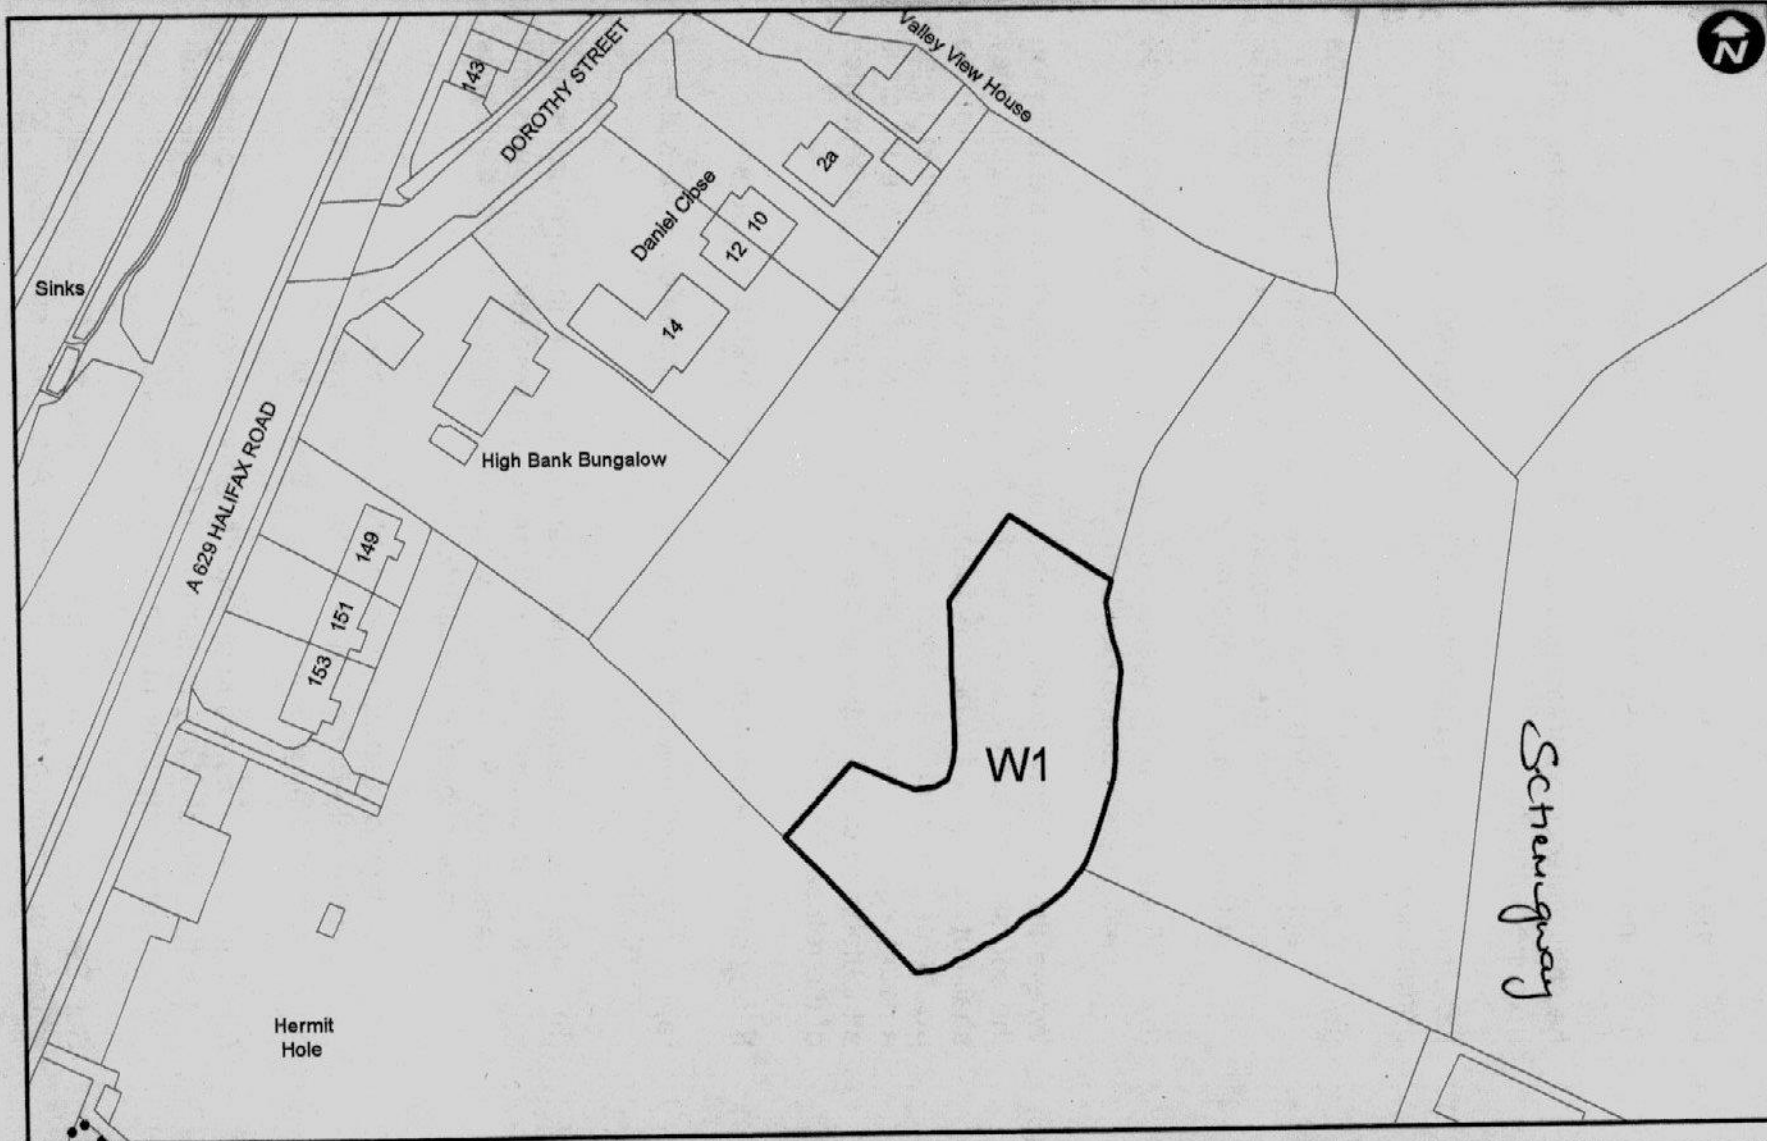 N
Valley View House
143
DOROTHY STREET
2a
Daniel Close
10
12
Sinks
14
A 629 HALIFAX ROAD
High Bank Bungalow
149
151
153
W1
Hermit
Hole